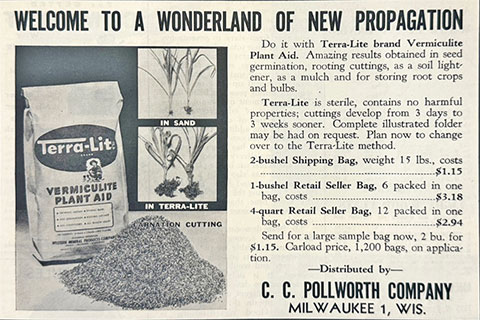 WELCOME TO A WONDERLAND OF NEW PROPAGATION
Terra-Lite
BRAND
VERMICULITE
PLANT AID
IN SAND
IN TERRA-LITE
CARNATION CUTTING
Do it with Terra-Lite brand Vermiculite
Plant Aid. Amazing results obtained in seed
germination, rooting cuttings, as a soil light-
ener, as a mulch and for storing root crops
and bulbs.
Terra-Lite is sterile, contains no harmful
properties; cuttings develop from 3 days to
3 weeks sooner. Complete illustrated folder
may be had on request. Plan now to change
over to the Terra-Lite method.
2-bushel Shipping Bag, weight 15 lbs., costs
$1.15
1-bushel Retail Seller Bag, 6 packed in one
bag, costs $3.18
4-quart Retail Seller Bag, 12 packed in one
bag, costs $2.94
Send for a large sample bag now, 2 bu. for
$1.15. Carload price, 1,200 bags, on applica-
tion.
—Distributed by—
C. C. POLLWORTH COMPANY
MILWAUKEE 1, WIS.